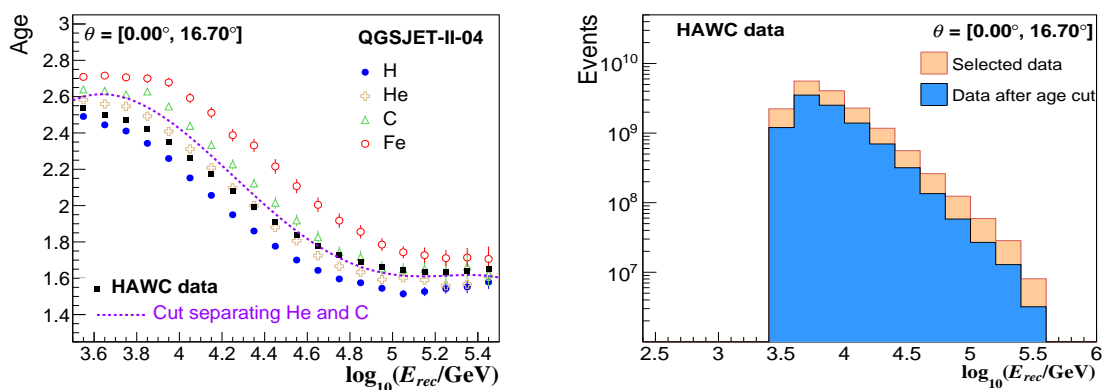 Age
3
2.8
2.6
2.4
2.2
2
1.8
1.6
1.4
θ = [0.00°, 16.70°]
QGSJET-II-04
H
He
C
Fe
HAWC data
Cut separating He and C
3.6 3.8 4 4.2 4.4 4.6 4.8 5 5.2 5.4
log10(Erec/GeV)
Events
10^10
10^9
10^8
10^7
HAWC data
θ = [0.00°, 16.70°]
Selected data
Data after age cut
2.5 3 3.5 4 4.5 5 5.5 6
log10(Erec/GeV)